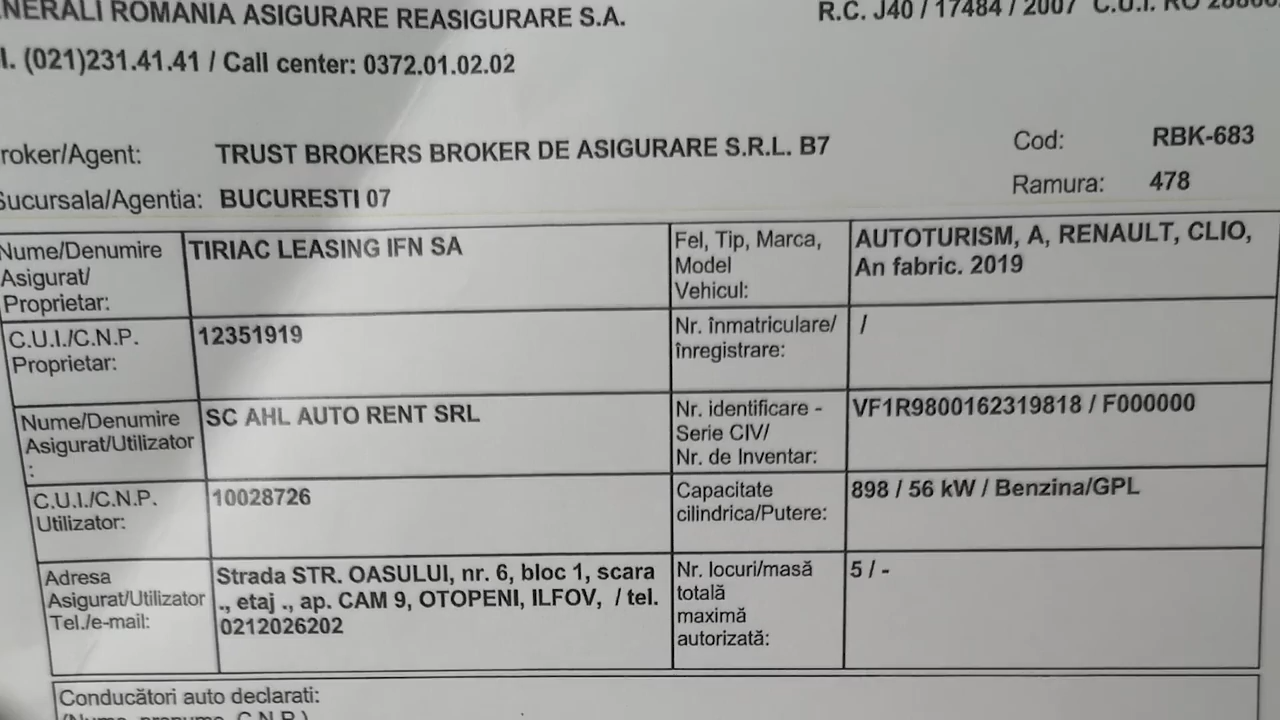 NERALI ROMANIA ASIGURARE REASIGURARE S.A.
R.C. J40 / 17484 / 2007 C.U.I. RO
(021)231.41.41 / Call center: 0372.01.02.02
roker/Agent: TRUST BROKERS BROKER DE ASIGURARE S.R.L. B7
Cod: RBK-683
Sucursala/Agentia: BUCURESTI 07
Ramura: 478
Nume/Denumire
Asigurat/
Proprietar:
TIRIAC LEASING IFN SA
Fel, Tip, Marca,
Model
Vehicul:
AUTOTURISM, A, RENAULT, CLIO,
An fabric. 2019
C.U.I./C.N.P.
Proprietar:
12351919
Nr. înmatriculare/
înregistrare:
/
Nume/Denumire
Asigurat/Utilizator
:
SC AHL AUTO RENT SRL
Nr. identificare -
Serie CIV/
Nr. de Inventar:
VF1R9800162319818 / F000000
C.U.I./C.N.P.
Utilizator:
10028726
Capacitate
cilindrica/Putere:
898 / 56 kW / Benzina/GPL
Adresa
Asigurat/Utilizator
Tel./e-mail:
Strada STR. OASULUI, nr. 6, bloc 1, scara
., etaj ., ap. CAM 9, OTOPENI, ILFOV, / tel.
0212026202
Nr. locuri/masă
totală
maximă
autorizată:
5 / -
Conducători auto declarati:
(Nume, prenume, C.N.P.)